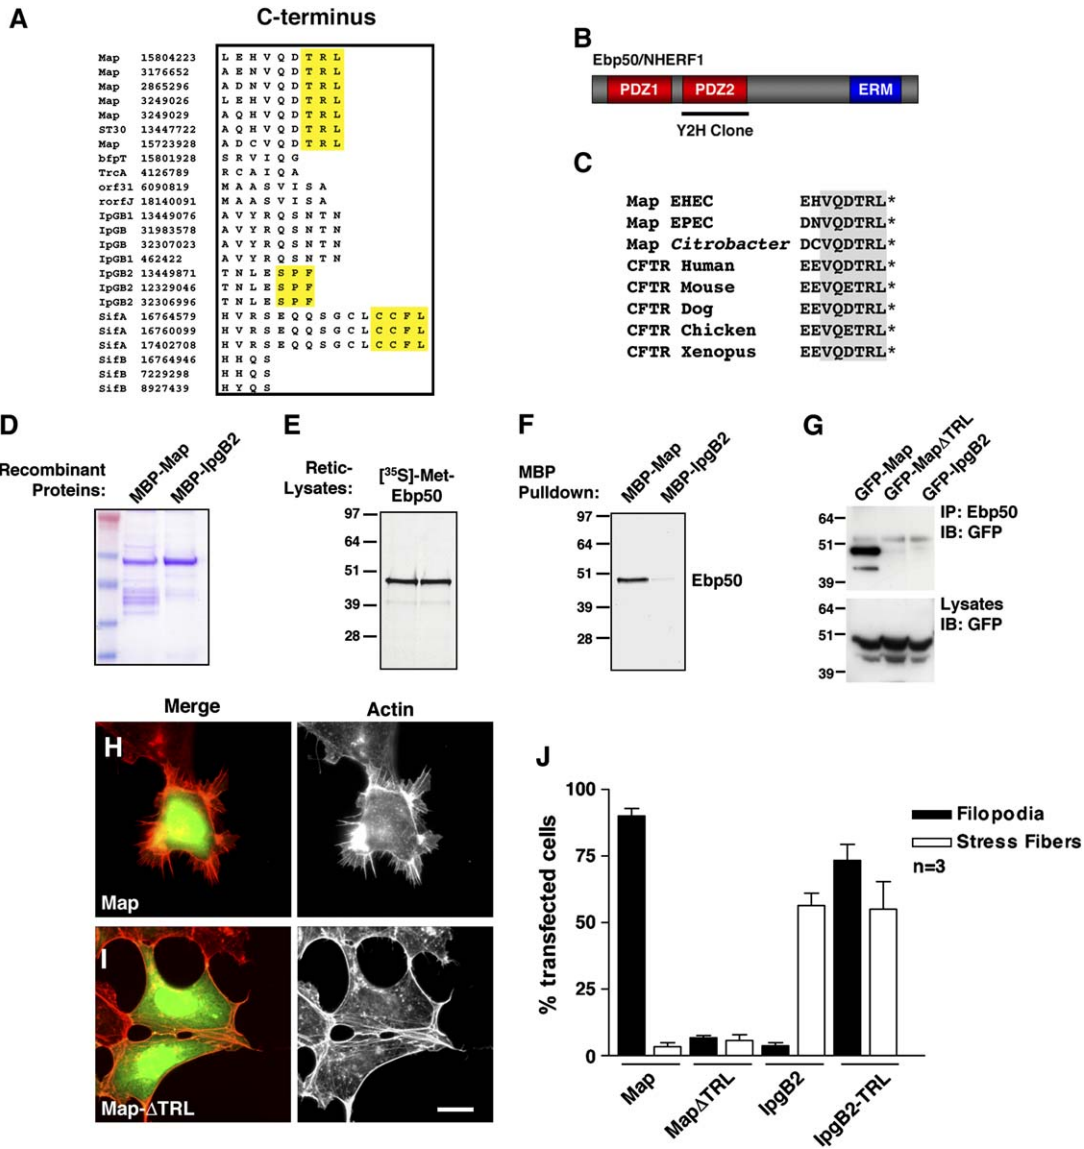 A
C-terminus
Map 15804223 L E H V Q D T R L
Map 3176652 A E N V Q D T R L
Map 2865296 A D N V Q D T R L
Map 3249026 L E H V Q D T R L
Map 3249029 A Q H V Q D T R L
ST30 13447722 A Q H V Q D T R L
Map 15723928 A D C V Q D T R L
bfpT 15801928 S R V I Q G
TrcA 4126789 R C A I Q A
orf31 6090819 M A A S V I S A
rorfJ 18140091 M A A S V I S A
IpGB1 13449076 A V Y R Q S N T N
IpGB 31983578 A V Y R Q S N T N
IpGB 32307023 A V Y R Q S N T N
IpGB1 462422 A V Y R Q S N T N
IpGB2 13449871 T N L E S P F
IpGB2 12329046 T N L E S P F
IpGB2 32306996 T N L E S P F
SifA 16764579 H V R S E Q Q S G C L C C F L
SifA 16760099 H V R S E Q Q S G C L C C F L
SifA 17402708 H V R S E Q Q S G C L C C F L
SifB 16764946 H H Q S
SifB 7229298 H H Q S
SifB 8927439 H Y Q S
B
Ebp50/NHERF1
PDZ1 PDZ2 ERM
Y2H Clone
C
Map EHEC EHVQDTRL*
Map EPEC DNVQDTRL*
Map Citrobacter DCVQDTRL*
CFTR Human EEVQDTRL*
CFTR Mouse EEVQETRL*
CFTR Dog EEVQDTRL*
CFTR Chicken EEVQETRL*
CFTR Xenopus EEVQDTRL*
D
Recombinant
Proteins:
MBP-Map
MBP-IpgB2
E
Retic-
Lysates:
[35S]-Met-
Ebp50
97
64
51
39
28
F
MBP
Pulldown:
MBP-Map
MBP-IpgB2
97
64
51
39
28
Ebp50
G
GFP-Map
GFP-MapΔTRL
GFP-IpgB2
64
51
39
IP: Ebp50
IB: GFP
64
51
39
Lysates
IB: GFP
Merge
Actin
H
Map
I
Map-ΔTRL
J
% transfected cells
100
75
50
25
0
Filopodia
Stress Fibers
n=3
Map
MapΔTRL
IpgB2
IpgB2-TRL